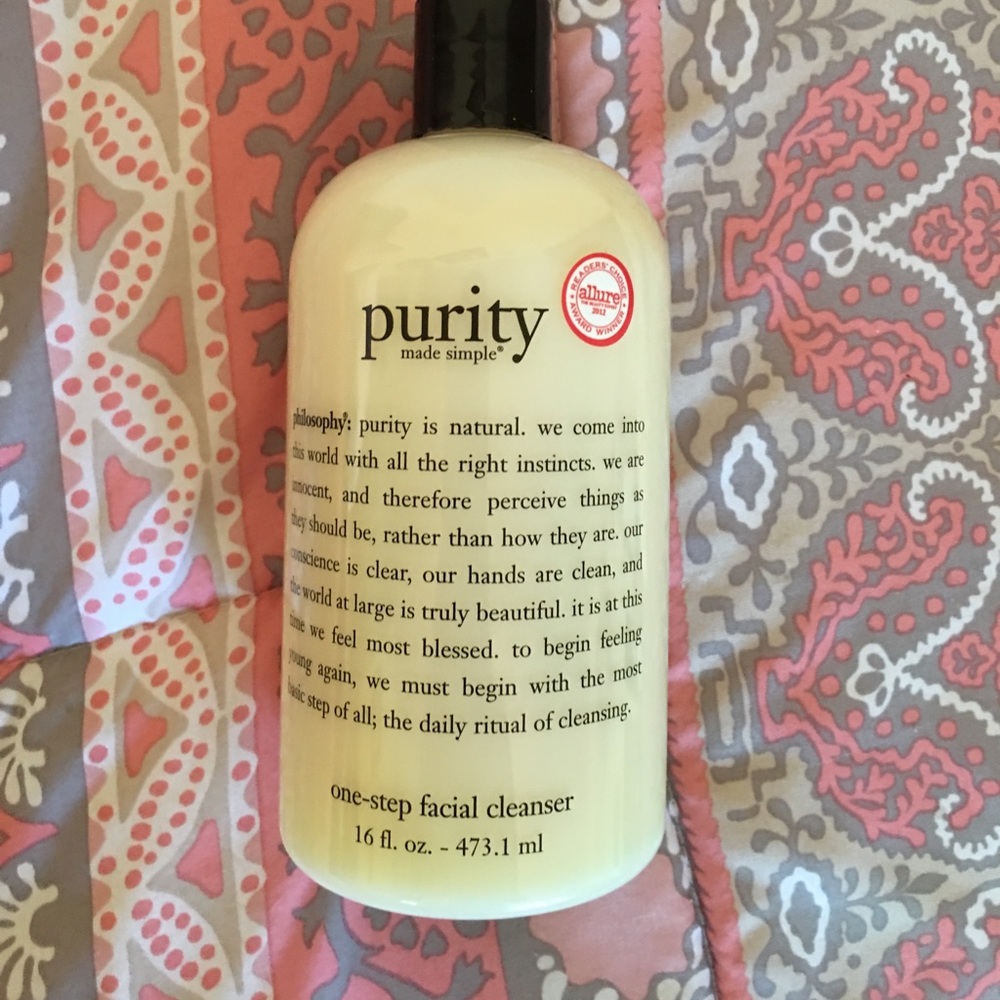 purity
made simple®
READERS' CHOICE
allure
2012
AWARD WINNER
philosophy®: purity is natural. we come into
this world with all the right instincts. we are
innocent, and therefore perceive things as
they should be, rather than how they are. our
conscience is clear, our hands are clean, and
the world at large is truly beautiful. it is at this
time we feel most blessed. to begin feeling
young again, we must begin with the most
basic step of all; the daily ritual of cleansing.
one-step facial cleanser
16 fl. oz. - 473.1 ml